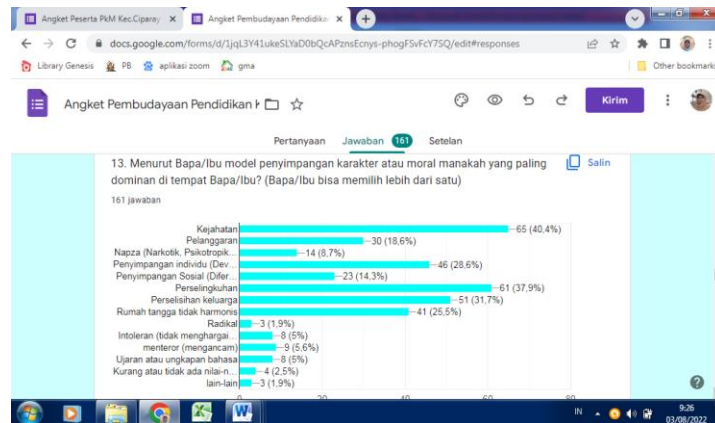 Angket Peserta PkM Kec.Ciparay
Angket Pembudayaan Pendidikan
docs.google.com/forms/d/1jqL3Y41ukeSLYaD0bQcAPznsEcnys-phogFSvFcY7SQ/edit#responses
Library Genesis PB aplikasi zoom gma Other bookmarks
Angket Pembudayaan Pendidikan K
Kirim
Pertanyaan Jawaban 161 Setelan
13. Menurut Bapa/Ibu model penyimpangan karakter atau moral manakah yang paling
dominan di tempat Bapa/Ibu? (Bapa/Ibu bisa memilih lebih dari satu)
Salin
161 jawaban
Kejahatan 65 (40,4%)
Pelanggaran 30 (18,6%)
Napza (Narkotik, Psikotropik... 14 (8,7%)
Penyimpangan individu (Dev... 46 (28,6%)
Penyimpangan Sosial (Difer... 23 (14,3%)
Perselingkuhan 61 (37,9%)
Perselisihan keluarga 51 (31,7%)
Rumah tangga tidak harmonis 41 (25,5%)
Radikal 3 (1,9%)
Intoleran (tidak menghargai... 8 (5%)
menteror (mengancam) 9 (5,6%)
Ujaran atau ungkapan bahasa 8 (5%)
Kurang atau tidak ada nilai-n... 4 (2,5%)
lain-lain 3 (1,9%)
0 20 40 60 80
IN 9:26
03/08/2022